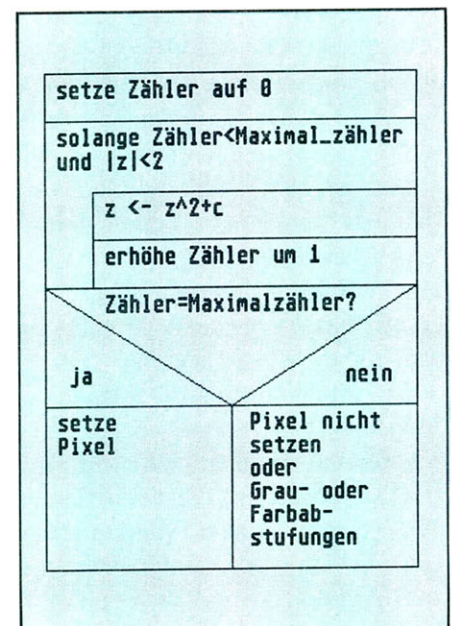 setze Zähler auf 0
solange Zähler<Maximal_zähler
und |z|<2
z <- z^2+c
erhöhe Zähler um 1
Zähler=Maximalzähler?
ja
nein
setze
Pixel
Pixel nicht
setzen
oder
Grau- oder
Farbab-
stufungen